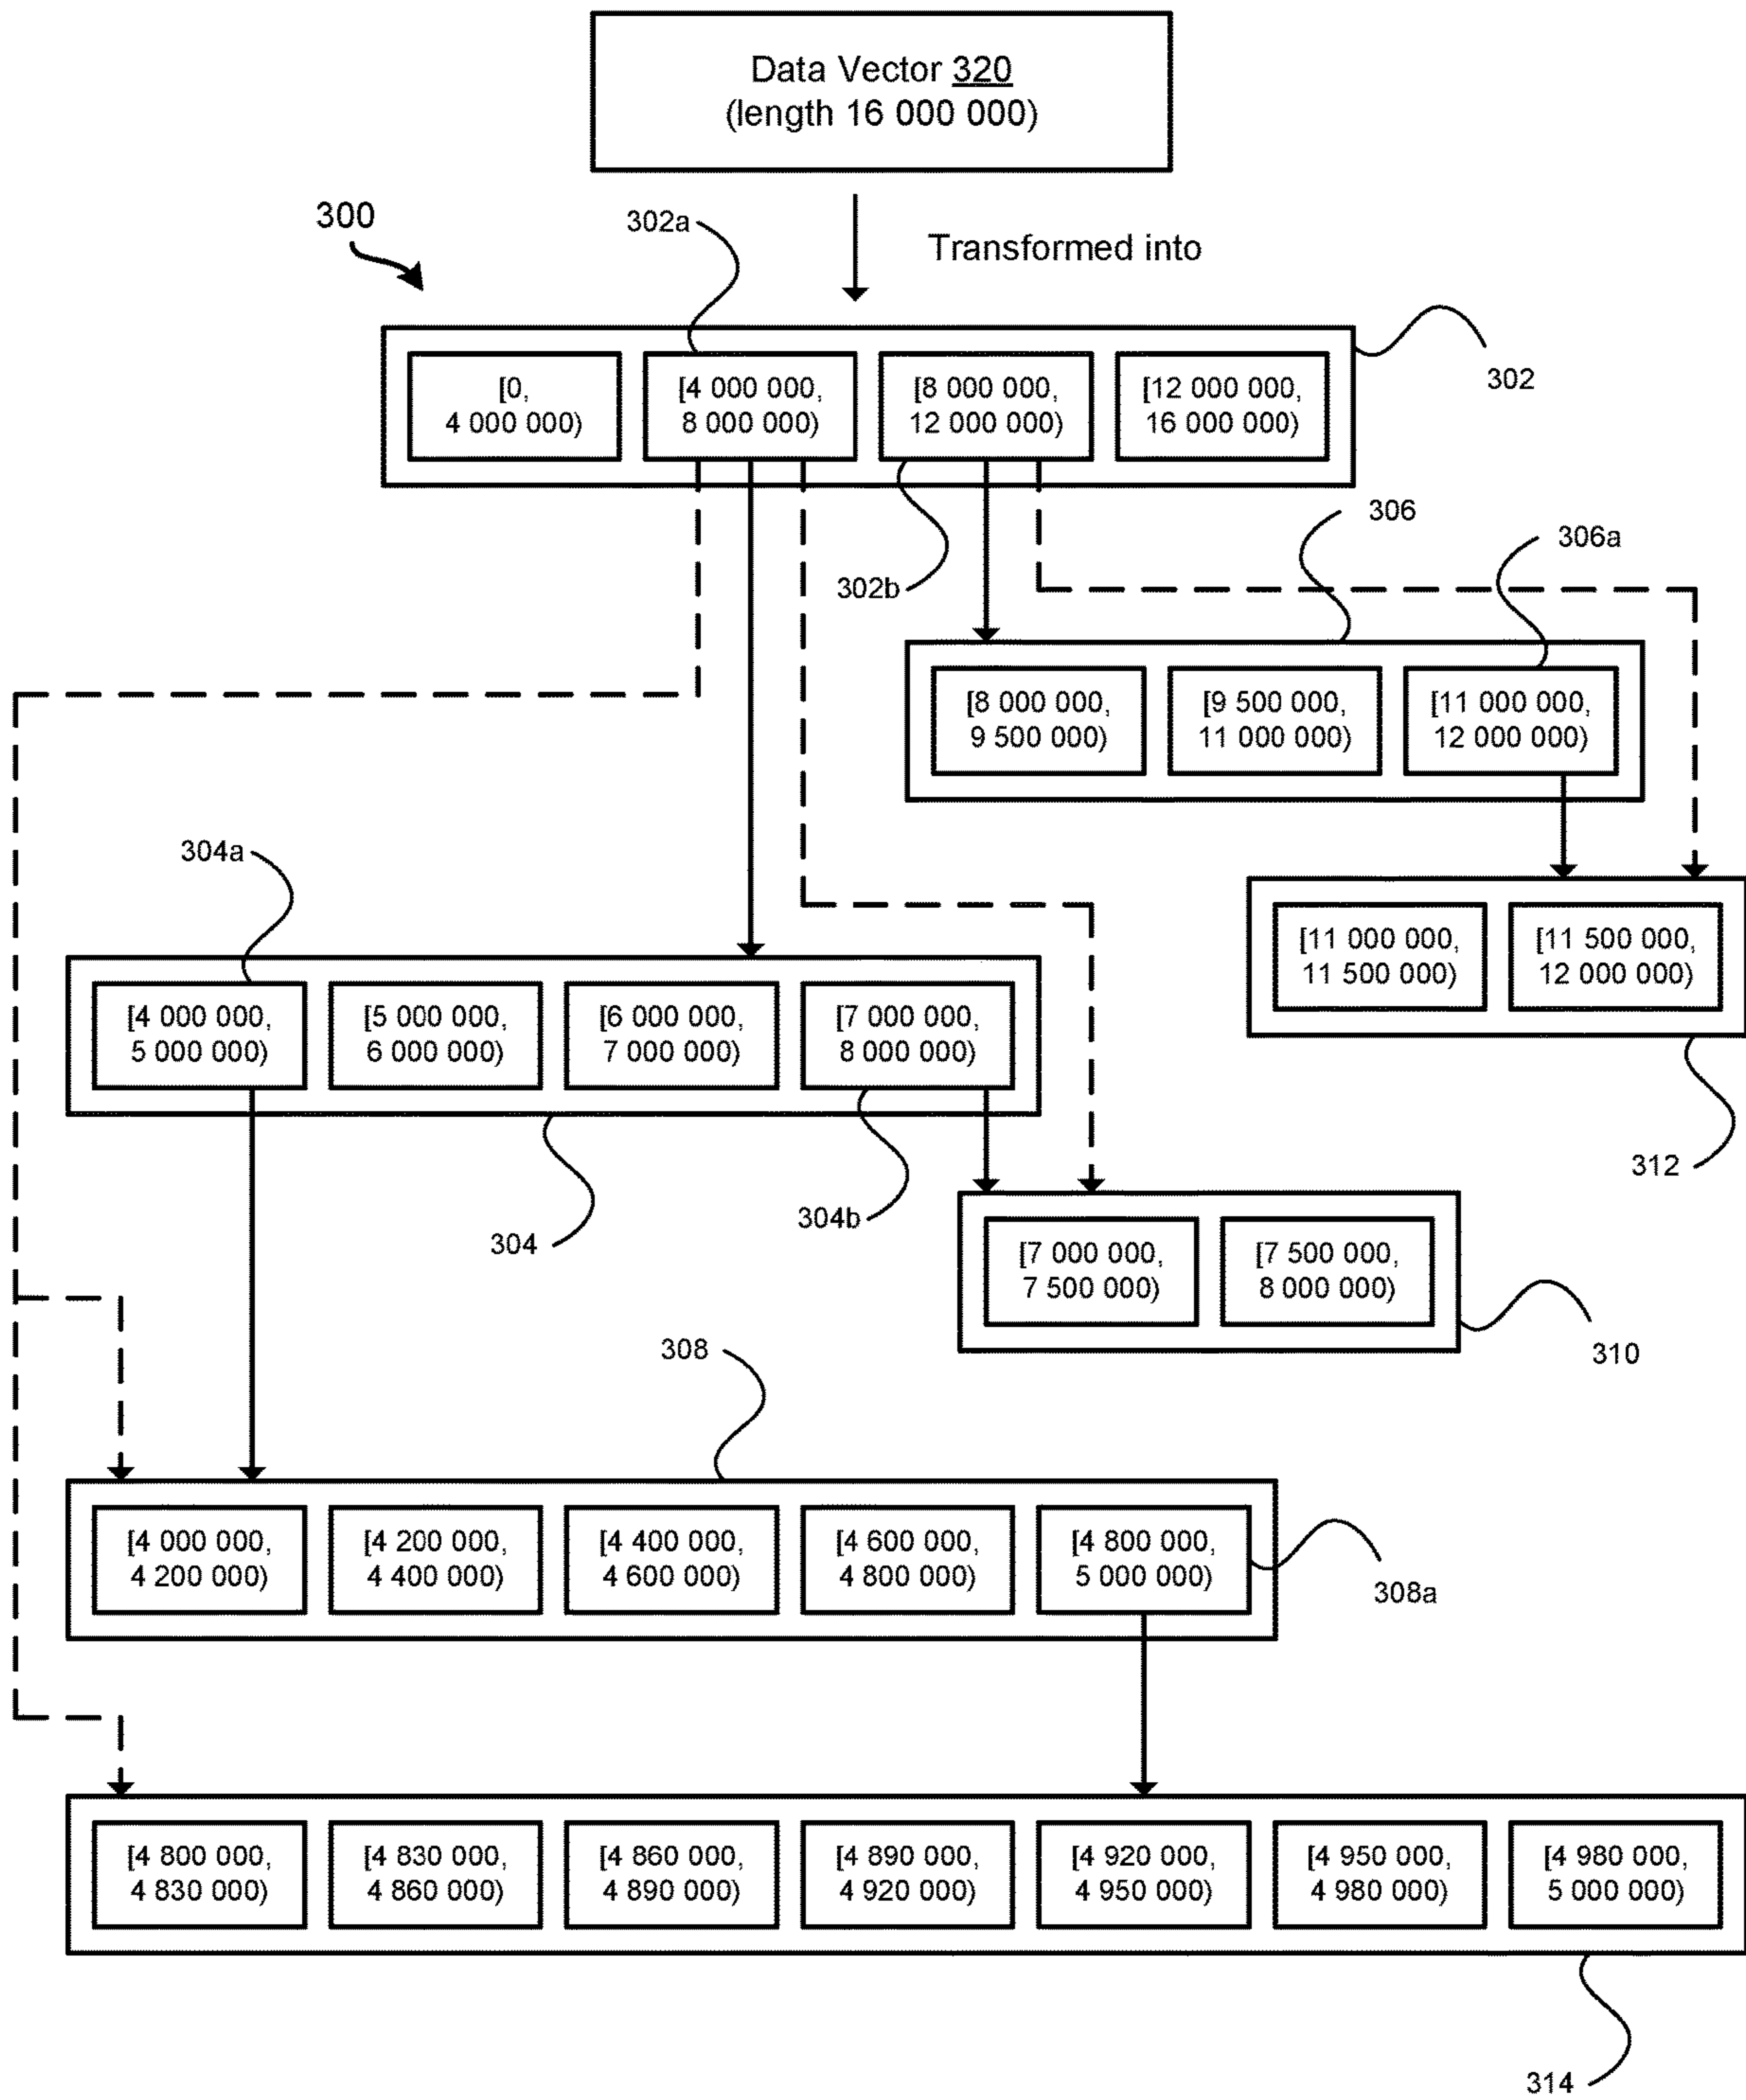 Data Vector 320
(length 16 000 000)
300
302a
Transformed into
[0,
4 000 000)
[4 000 000,
8 000 000)
[8 000 000,
12 000 000)
[12 000 000,
16 000 000)
302
306
306a
302b
[8 000 000,
9 500 000)
[9 500 000,
11 000 000)
[11 000 000,
12 000 000)
304a
[11 000 000,
11 500 000)
[11 500 000,
12 000 000)
[4 000 000,
5 000 000)
[5 000 000,
6 000 000)
[6 000 000,
7 000 000)
[7 000 000,
8 000 000)
312
304b
304
[7 000 000,
7 500 000)
[7 500 000,
8 000 000)
308
310
[4 000 000,
4 200 000)
[4 200 000,
4 400 000)
[4 400 000,
4 600 000)
[4 600 000,
4 800 000)
[4 800 000,
5 000 000)
308a
[4 800 000,
4 830 000)
[4 830 000,
4 860 000)
[4 860 000,
4 890 000)
[4 890 000,
4 920 000)
[4 920 000,
4 950 000)
[4 950 000,
4 980 000)
[4 980 000,
5 000 000)
314